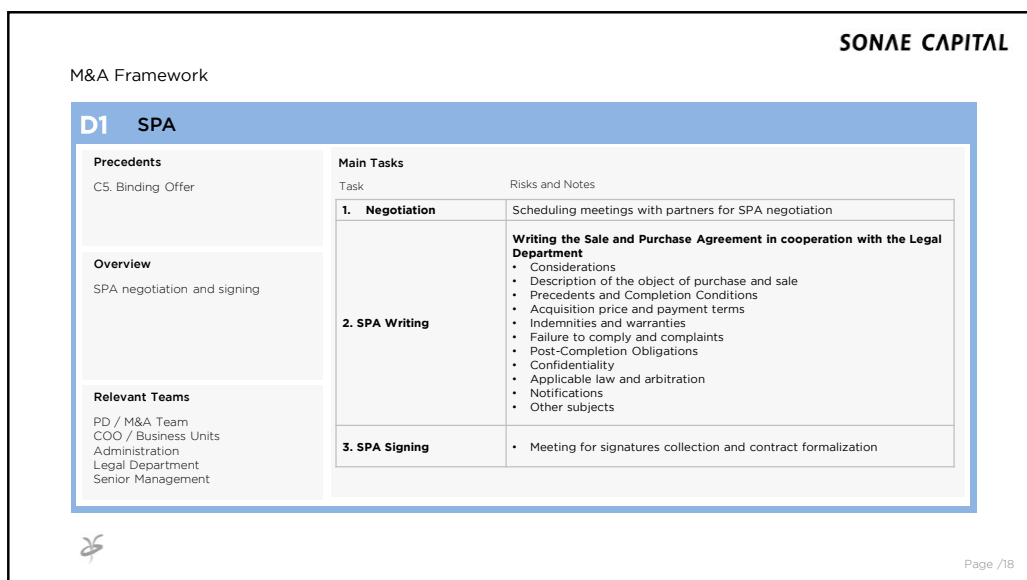 SONAE CAPITAL
M&A Framework
D1 SPA
Precedents
C5. Binding Offer
Overview
SPA negotiation and signing
Relevant Teams
PD / M&A Team
COO / Business Units
Administration
Legal Department
Senior Management
Main Tasks
Task Risks and Notes
1. Negotiation Scheduling meetings with partners for SPA negotiation
2. SPA Writing
Writing the Sale and Purchase Agreement in cooperation with the Legal
Department
• Considerations
• Description of the object of purchase and sale
• Precedents and Completion Conditions
• Acquisition price and payment terms
• Indemnities and warranties
• Failure to comply and complaints
• Post-Completion Obligations
• Confidentiality
• Applicable law and arbitration
• Notifications
• Other subjects
3. SPA Signing • Meeting for signatures collection and contract formalization
Page /18